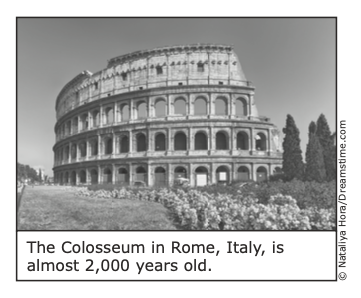 The Colosseum in Rome, Italy, is
almost 2,000 years old.
© Nataliya Hora/Dreamstime.com